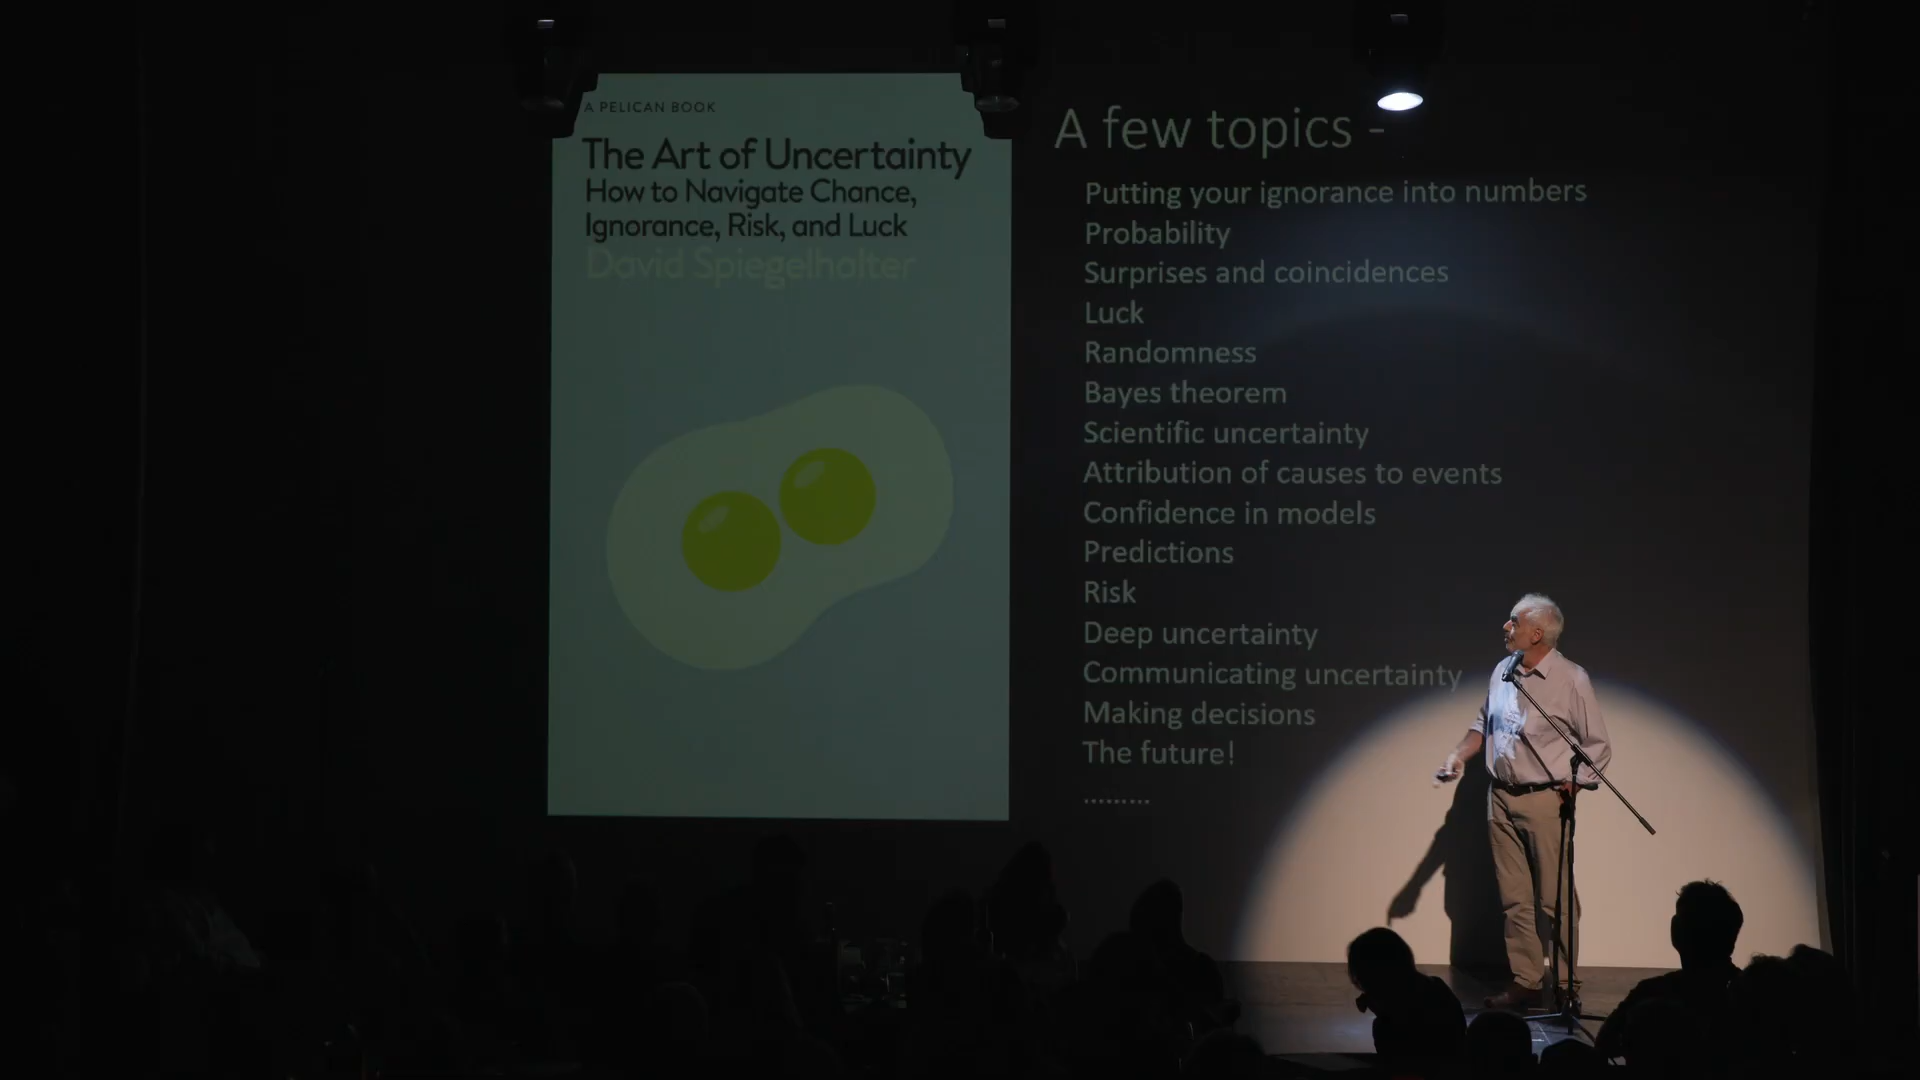 A PELICAN BOOK
The Art of Uncertainty
How to Navigate Chance,
Ignorance, Risk, and Luck
David Spiegelhalter
A few topics -
Putting your ignorance into numbers
Probability
Surprises and coincidences
Luck
Randomness
Bayes theorem
Scientific uncertainty
Attribution of causes to events
Confidence in models
Predictions
Risk
Deep uncertainty
Communicating uncertainty
Making decisions
The future!
.........